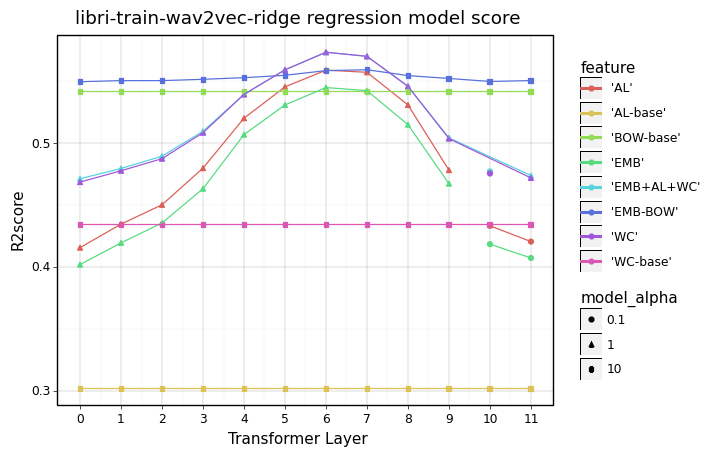 libri-train-wav2vec-ridge regression model score
R2score
0.5
0.4
0.3
0 1 2 3 4 5 6 7 8 9 10 11
Transformer Layer
feature
'AL'
'AL-base'
'BOW-base'
'EMB'
'EMB+AL+WC'
'EMB-BOW'
'WC'
'WC-base'
model_alpha
0.1
1
10